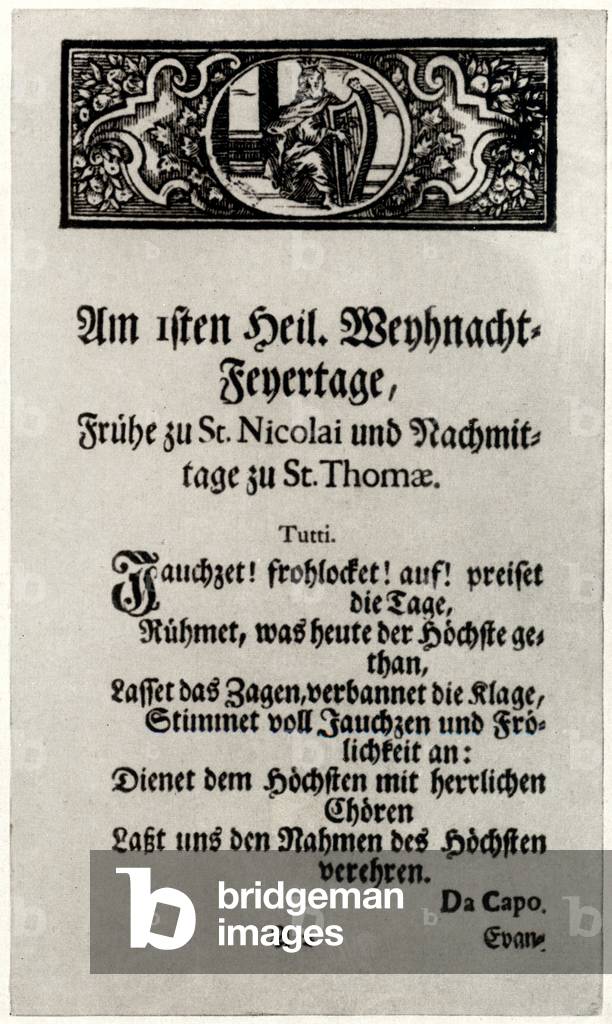 Am 1sten Heil. Weyhnacht-
Feyertage,
Frühe zu St. Nicolai und Nachmit-
tage zu St. Thomæ.
Tutti.
Jauchzet! frohlocket! auf! preiset
die Tage,
Rühmet, was heute der Höchste ge-
than,
Lasset das Zagen, verbannet die Klage,
Stimmet voll Jauchzen und Frö-
lichkeit an:
Dienet dem Höchsten mit herrlichen
Chören
Laßt uns den Nahmen des Höchsten
verehren.
Da Capo.
Evan-
b bridgeman
images